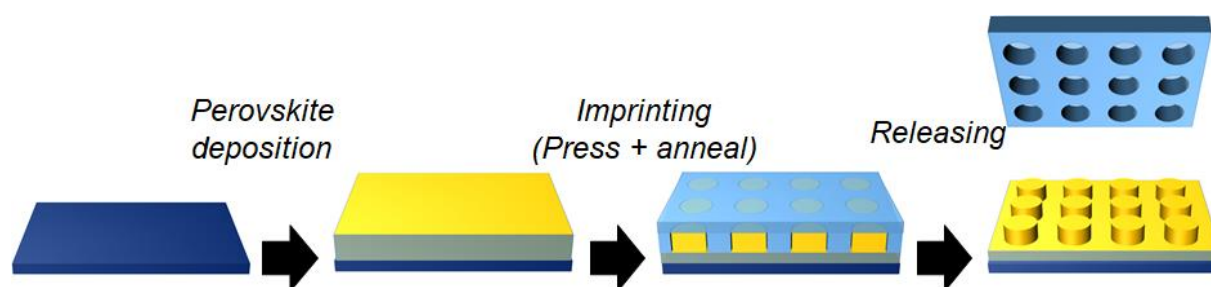 Perovskite
deposition
Imprinting
(Press + anneal)
Releasing